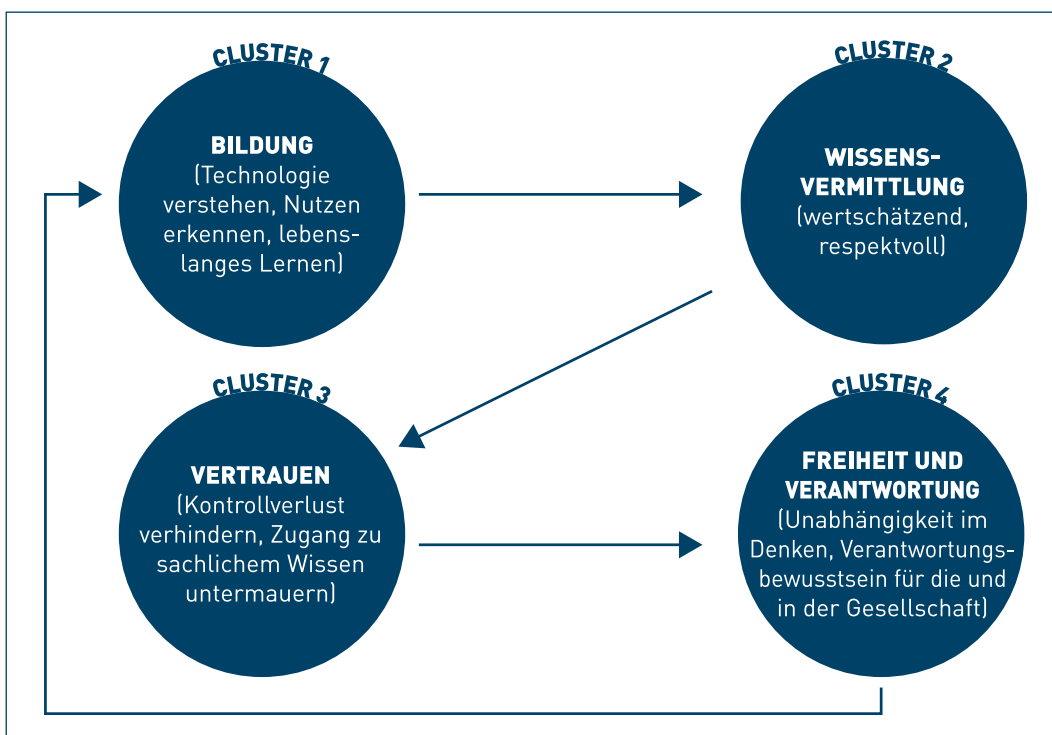 CLUSTER 1
BILDUNG
(Technologie
verstehen, Nutzen
erkennen, lebens-
langes Lernen)
CLUSTER 2
WISSENS-
VERMITTLUNG
(wertschätzend,
respektvoll)
CLUSTER 3
VERTRAUEN
(Kontrollverlust
verhindern, Zugang zu
sachlichem Wissen
untermauern)
CLUSTER 4
FREIHEIT UND
VERANTWORTUNG
(Unabhängigkeit im
Denken, Verantwortungs-
bewusstsein für die und
in der Gesellschaft)